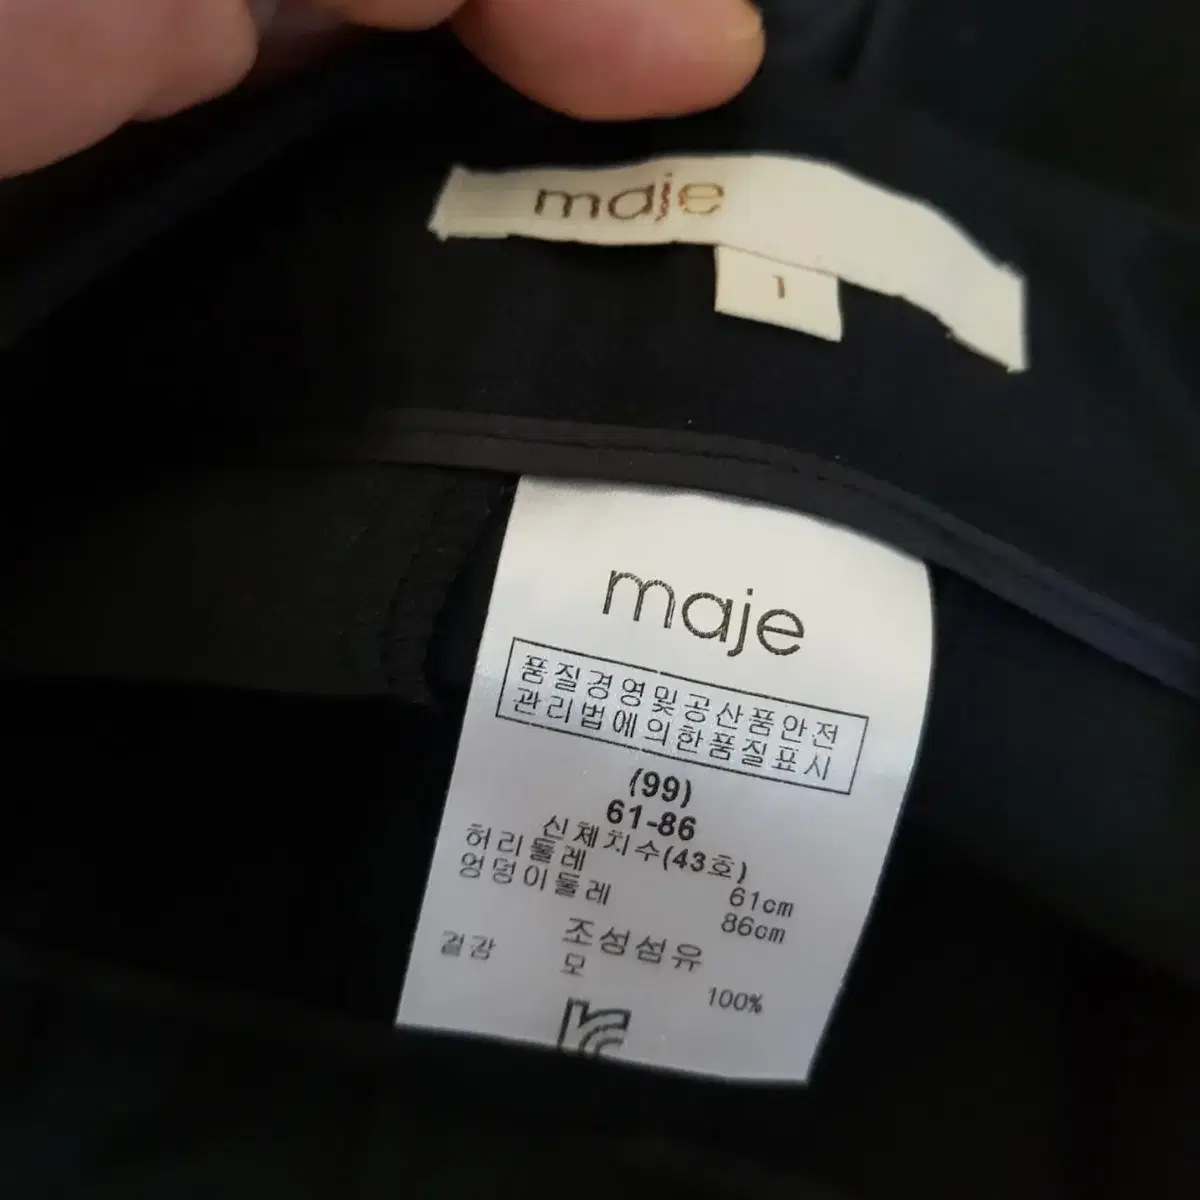 maje
1
maje
품질경영및공산품안전
관리법에의한품질표시
(99)
61-86
신체치수(43호)
허리둘레 61cm
엉덩이둘레 86cm
조성섬유
겉감 모 100%